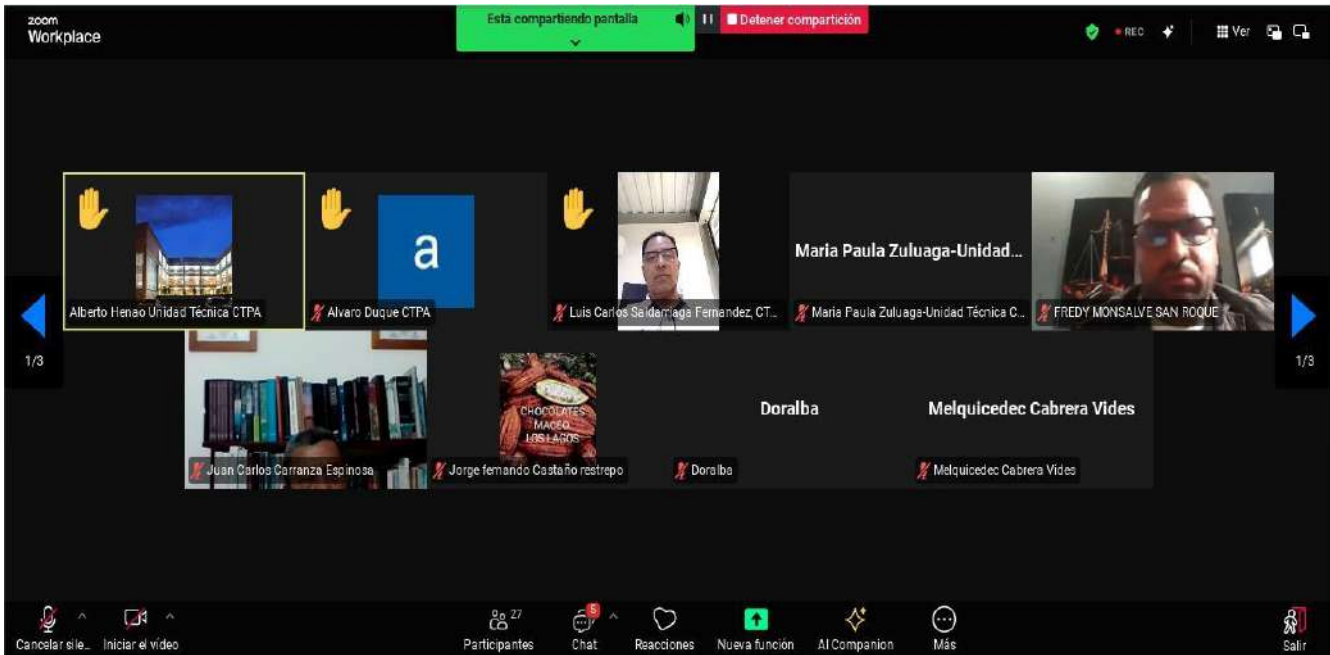 zoom
Workplace
Está compartiendo pantalla
Detener compartición
REC
Ver
a
Alberto Henao Unidad Técnica CTPA
Alvaro Duque CTPA
Luis Carlos Saldarriaga Fernandez, CT...
Maria Paula Zuluaga-Unidad...
Maria Paula Zuluaga-Unidad Técnica C...
FREDY MONSALVE SAN ROQUE
1/3
1/3
CHOCOLATES
MACEO
LOS LAGOS
Doralba
Melquicedec Cabrera Vides
Juan Carlos Carranza Espinosa
Jorge fernando Castaño restrepo
Doralba
Melquicedec Cabrera Vides
Cancelar sile...
Iniciar el vídeo
27
Participantes
5
Chat
Reacciones
Nueva función
AI Companion
Más
Salir